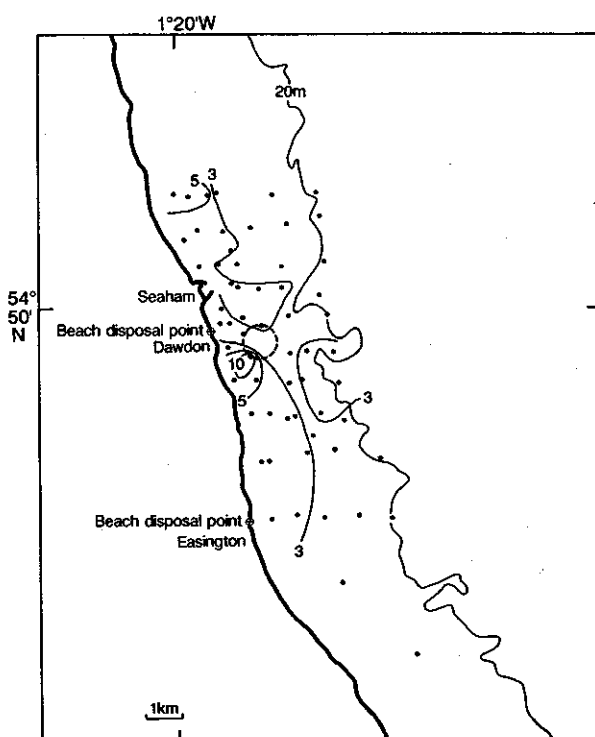 1°20'W
20m
5 3
Seaham
54°
50'
N
Beach disposal point
Dawdon
10
5
3
Beach disposal point
Easington
3
1km